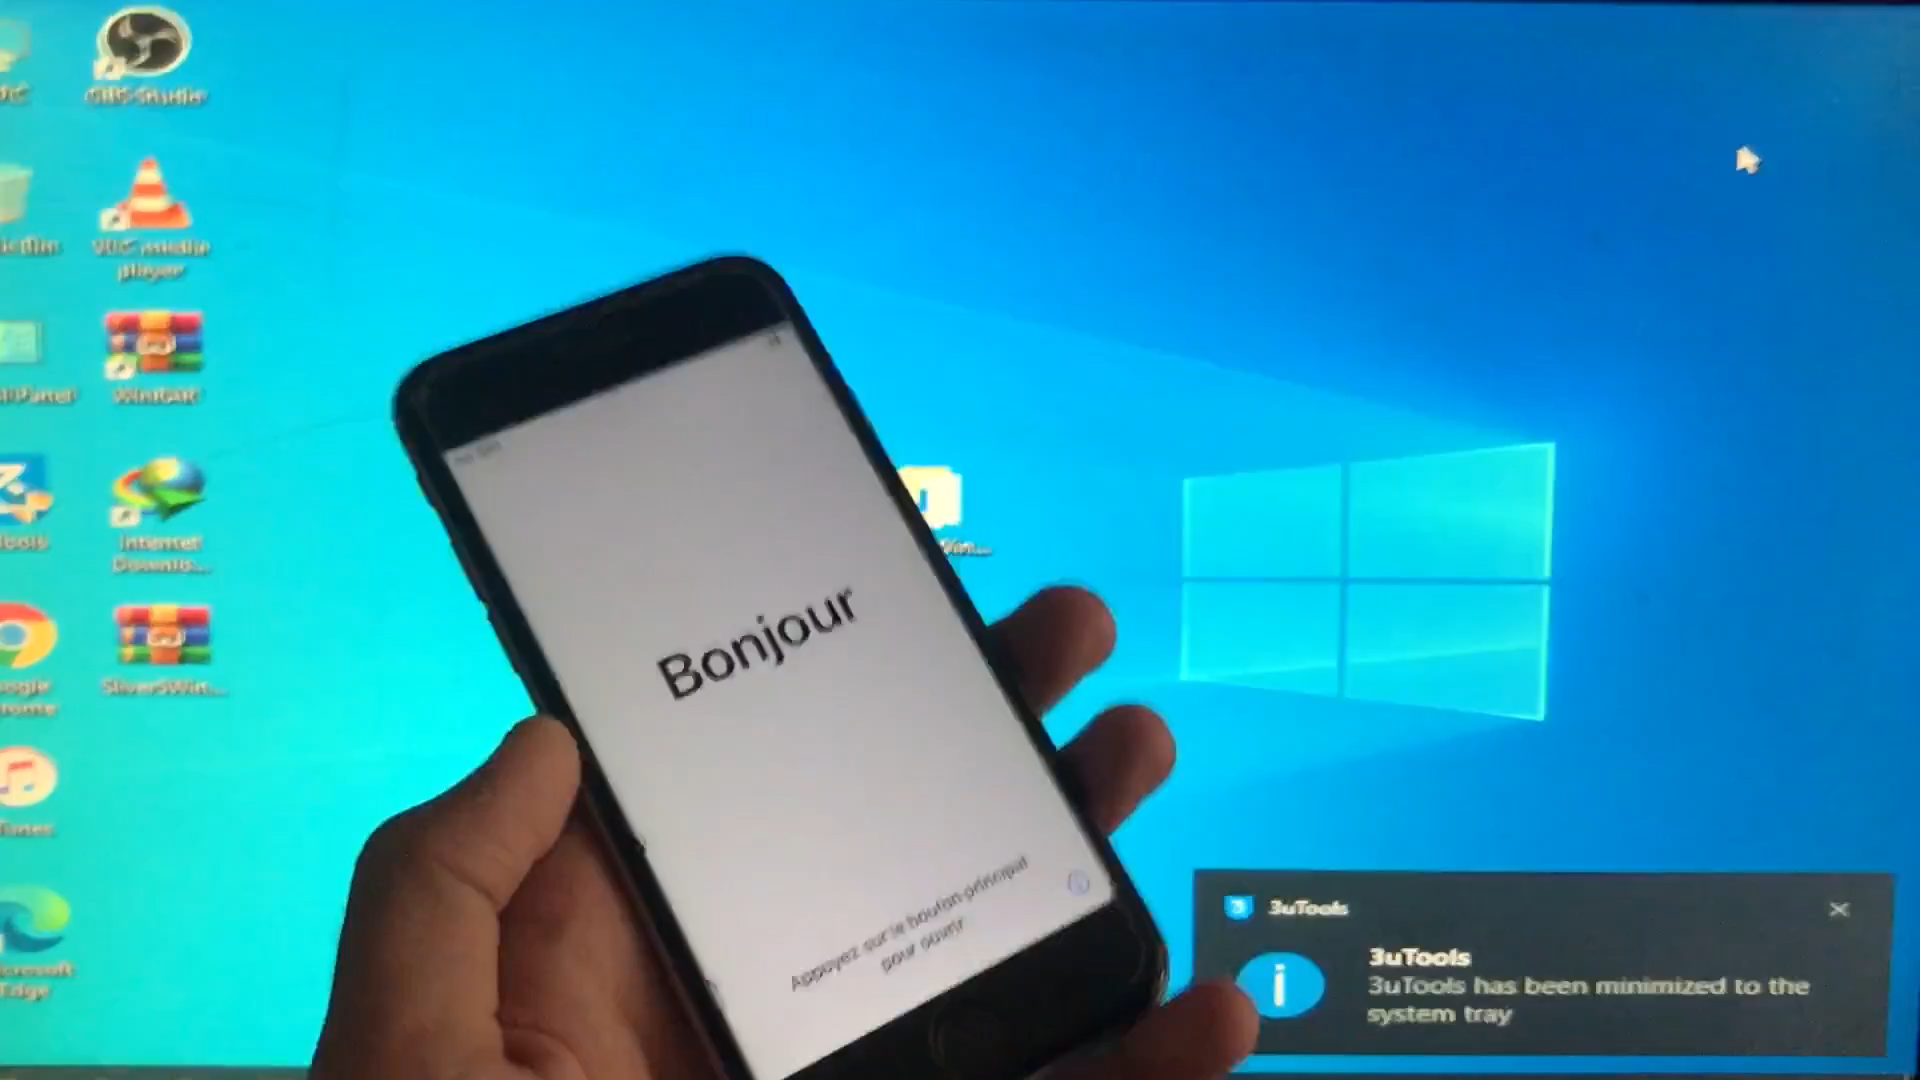 OBS Studio
VLC media
player
WinRAR
Internet
Downlo...
Tools
Edge
Bonjour
Appuyez sur le bouton principal
pour ouvrir
3uTools
3uTools
3uTools has been minimized to the
system tray